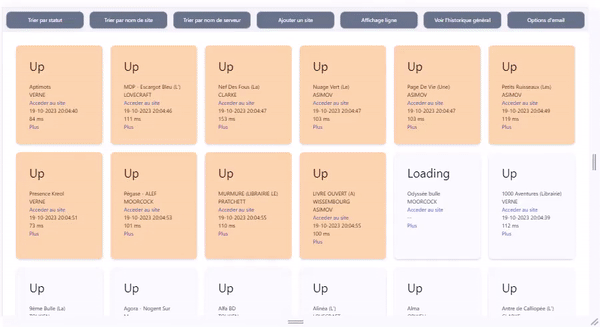 Trier par statut
Trier par nom de site
Trier par nom de serveur
Ajouter un site
Affichage ligne
Voir l'historique général
Options d'email
Up
Aptimots
VERNE
Acceder au site
19-10-2023 20:04:40
84 ms
Plus
Up
MDP - Escargot Bleu (L')
LOVECRAFT
Acceder au site
19-10-2023 20:04:46
111 ms
Plus
Up
Nef Des Fous (La)
CLARKE
Acceder au site
19-10-2023 20:04:47
153 ms
Plus
Up
Nuage Vert (Le)
ASIMOV
Acceder au site
19-10-2023 20:04:47
103 ms
Plus
Up
Page De Vie (Une)
ASIMOV
Acceder au site
19-10-2023 20:04:47
103 ms
Plus
Up
Petits Ruisseaux (Les)
ASIMOV
Acceder au site
19-10-2023 20:04:49
119 ms
Plus
Up
Presence Kirrol
VERNE
Acceder au site
19-10-2023 20:04:51
73 ms
Plus
Up
Pégase - ALEF
MOORCOCK
Acceder au site
19-10-2023 20:04:53
101 ms
Plus
Up
MURMURE (LIBRAIRIE LE)
PRATCHETT
Acceder au site
19-10-2023 20:04:55
110 ms
Plus
Up
LIVRE OUVERT (A)
WISSEMBOURG
ASIMOV
Acceder au site
19-10-2023 20:04:55
100 ms
Plus
Loading
Odyssée bulle
MOORCOCK
Acceder au site
...
Plus
Up
1000 Aventures (Librairie)
VERNE
Acceder au site
19-10-2023 20:04:39
112 ms
Plus
Up
9ème Bulle (La)
Up
Agora - Nogent Sur
Up
Alfa BD
Up
Alinéa (L')
Up
Alma
Up
Antre de Calliopée (L')